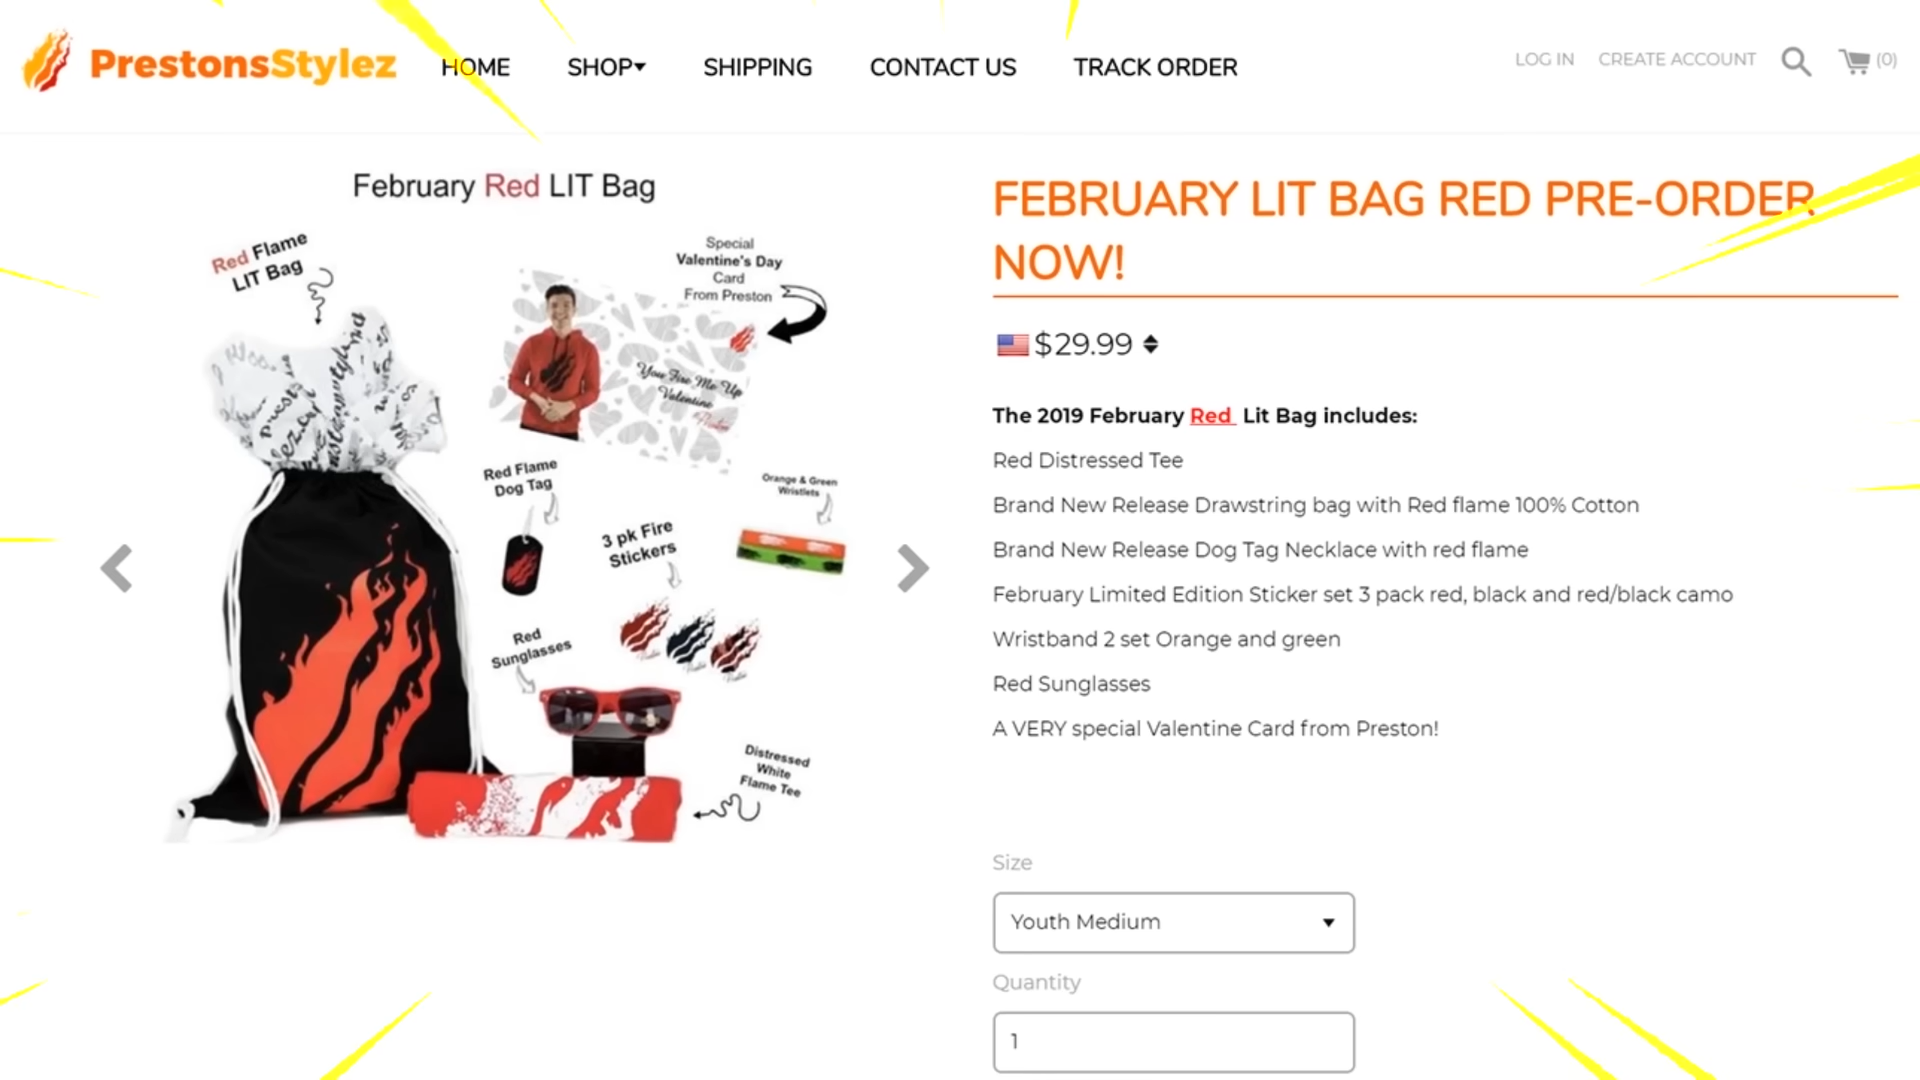 PrestonsStylez
HOME
SHOP▾
SHIPPING
CONTACT US
TRACK ORDER
LOG IN
CREATE ACCOUNT
(0)
February Red LIT Bag
Red Flame
LIT Bag
Special
Valentine's Day
Card
From Preston
You Fire Me Up
Valentine
Red Flame
Dog Tag
Orange & Green
Wristlets
3 pk Fire
Stickers
Red
Sunglasses
Distressed
White
Flame Tee
FEBRUARY LIT BAG RED PRE-ORDER
NOW!
$29.99
The 2019 February Red Lit Bag includes:
Red Distressed Tee
Brand New Release Drawstring bag with Red flame 100% Cotton
Brand New Release Dog Tag Necklace with red flame
February Limited Edition Sticker set 3 pack red, black and red/black camo
Wristband 2 set Orange and green
Red Sunglasses
A VERY special Valentine Card from Preston!
Size
Youth Medium
Quantity
1